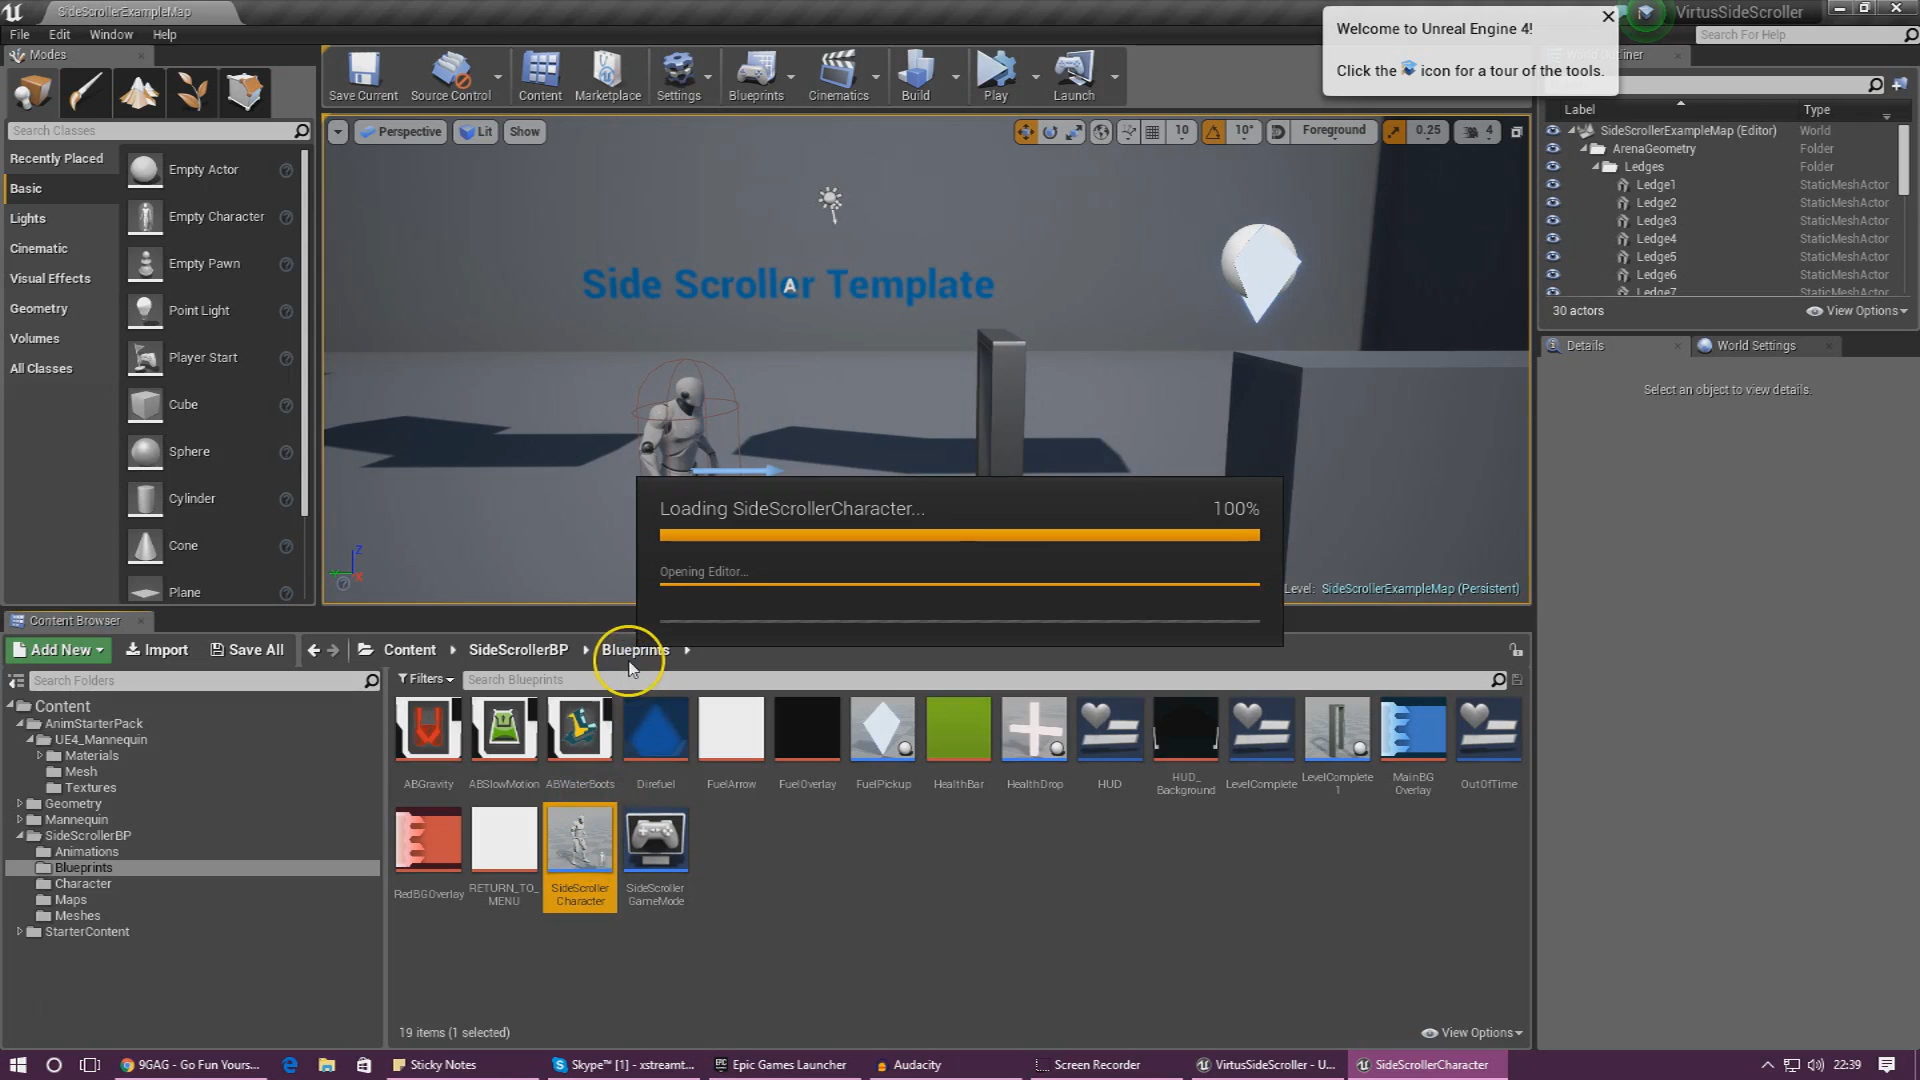 SideScrollerExampleMap
VirtusSideScroller
File Edit Window Help
Search For Help
Welcome to Unreal Engine 4!
Click the icon for a tour of the tools.
Modes
Save Current
Source Control
Content
Marketplace
Settings
Blueprints
Cinematics
Build
Play
Launch
World Outliner
Search Classes
Recently Placed
Basic
Lights
Cinematic
Visual Effects
Geometry
Volumes
All Classes
Empty Actor
Empty Character
Empty Pawn
Point Light
Player Start
Cube
Sphere
Cylinder
Cone
Plane
Perspective
Lit
Show
10
10°
Foreground
0.25
4
Side Scroller Template
A
Label Type
SideScrollerExampleMap (Editor) World
ArenaGeometry Folder
Ledges Folder
Ledge1 StaticMeshActor
Ledge2 StaticMeshActor
Ledge3 StaticMeshActor
Ledge4 StaticMeshActor
Ledge5 StaticMeshActor
Ledge6 StaticMeshActor
Ledge7 StaticMeshActor
30 actors
View Options
Details
World Settings
Select an object to view details.
Loading SideScrollerCharacter... 100%
Opening Editor...
Z
X
Level: SideScrollerExampleMap (Persistent)
Content Browser
Add New
Import
Save All
Content
SideScrollerBP
Blueprints
Search Folders
Filters
Search Blueprints
Content
AnimStarterPack
UE4_Mannequin
Materials
Mesh
Textures
Geometry
Mannequin
SideScrollerBP
Animations
Blueprints
Character
Maps
Meshes
StarterContent
ABGravity
ABSlowMotion
ABWaterBoots
Direfuel
FuelArrow
FuelOverlay
FuelPickup
HealthBar
HealthDrop
HUD
HUD_
Background
LevelComplete
LevelComplete
1
MainBG
Overlay
OutOfTime
RedBGOverlay
RETURN_TO_
MENU
SideScroller
Character
SideScroller
GameMode
19 items (1 selected)
View Options
9GAG - Go Fun Yours...
Sticky Notes
Skype™ [1] - xstreamt...
Epic Games Launcher
Audacity
Screen Recorder
VirtusSideScroller - U...
SideScrollerCharacter
22:39